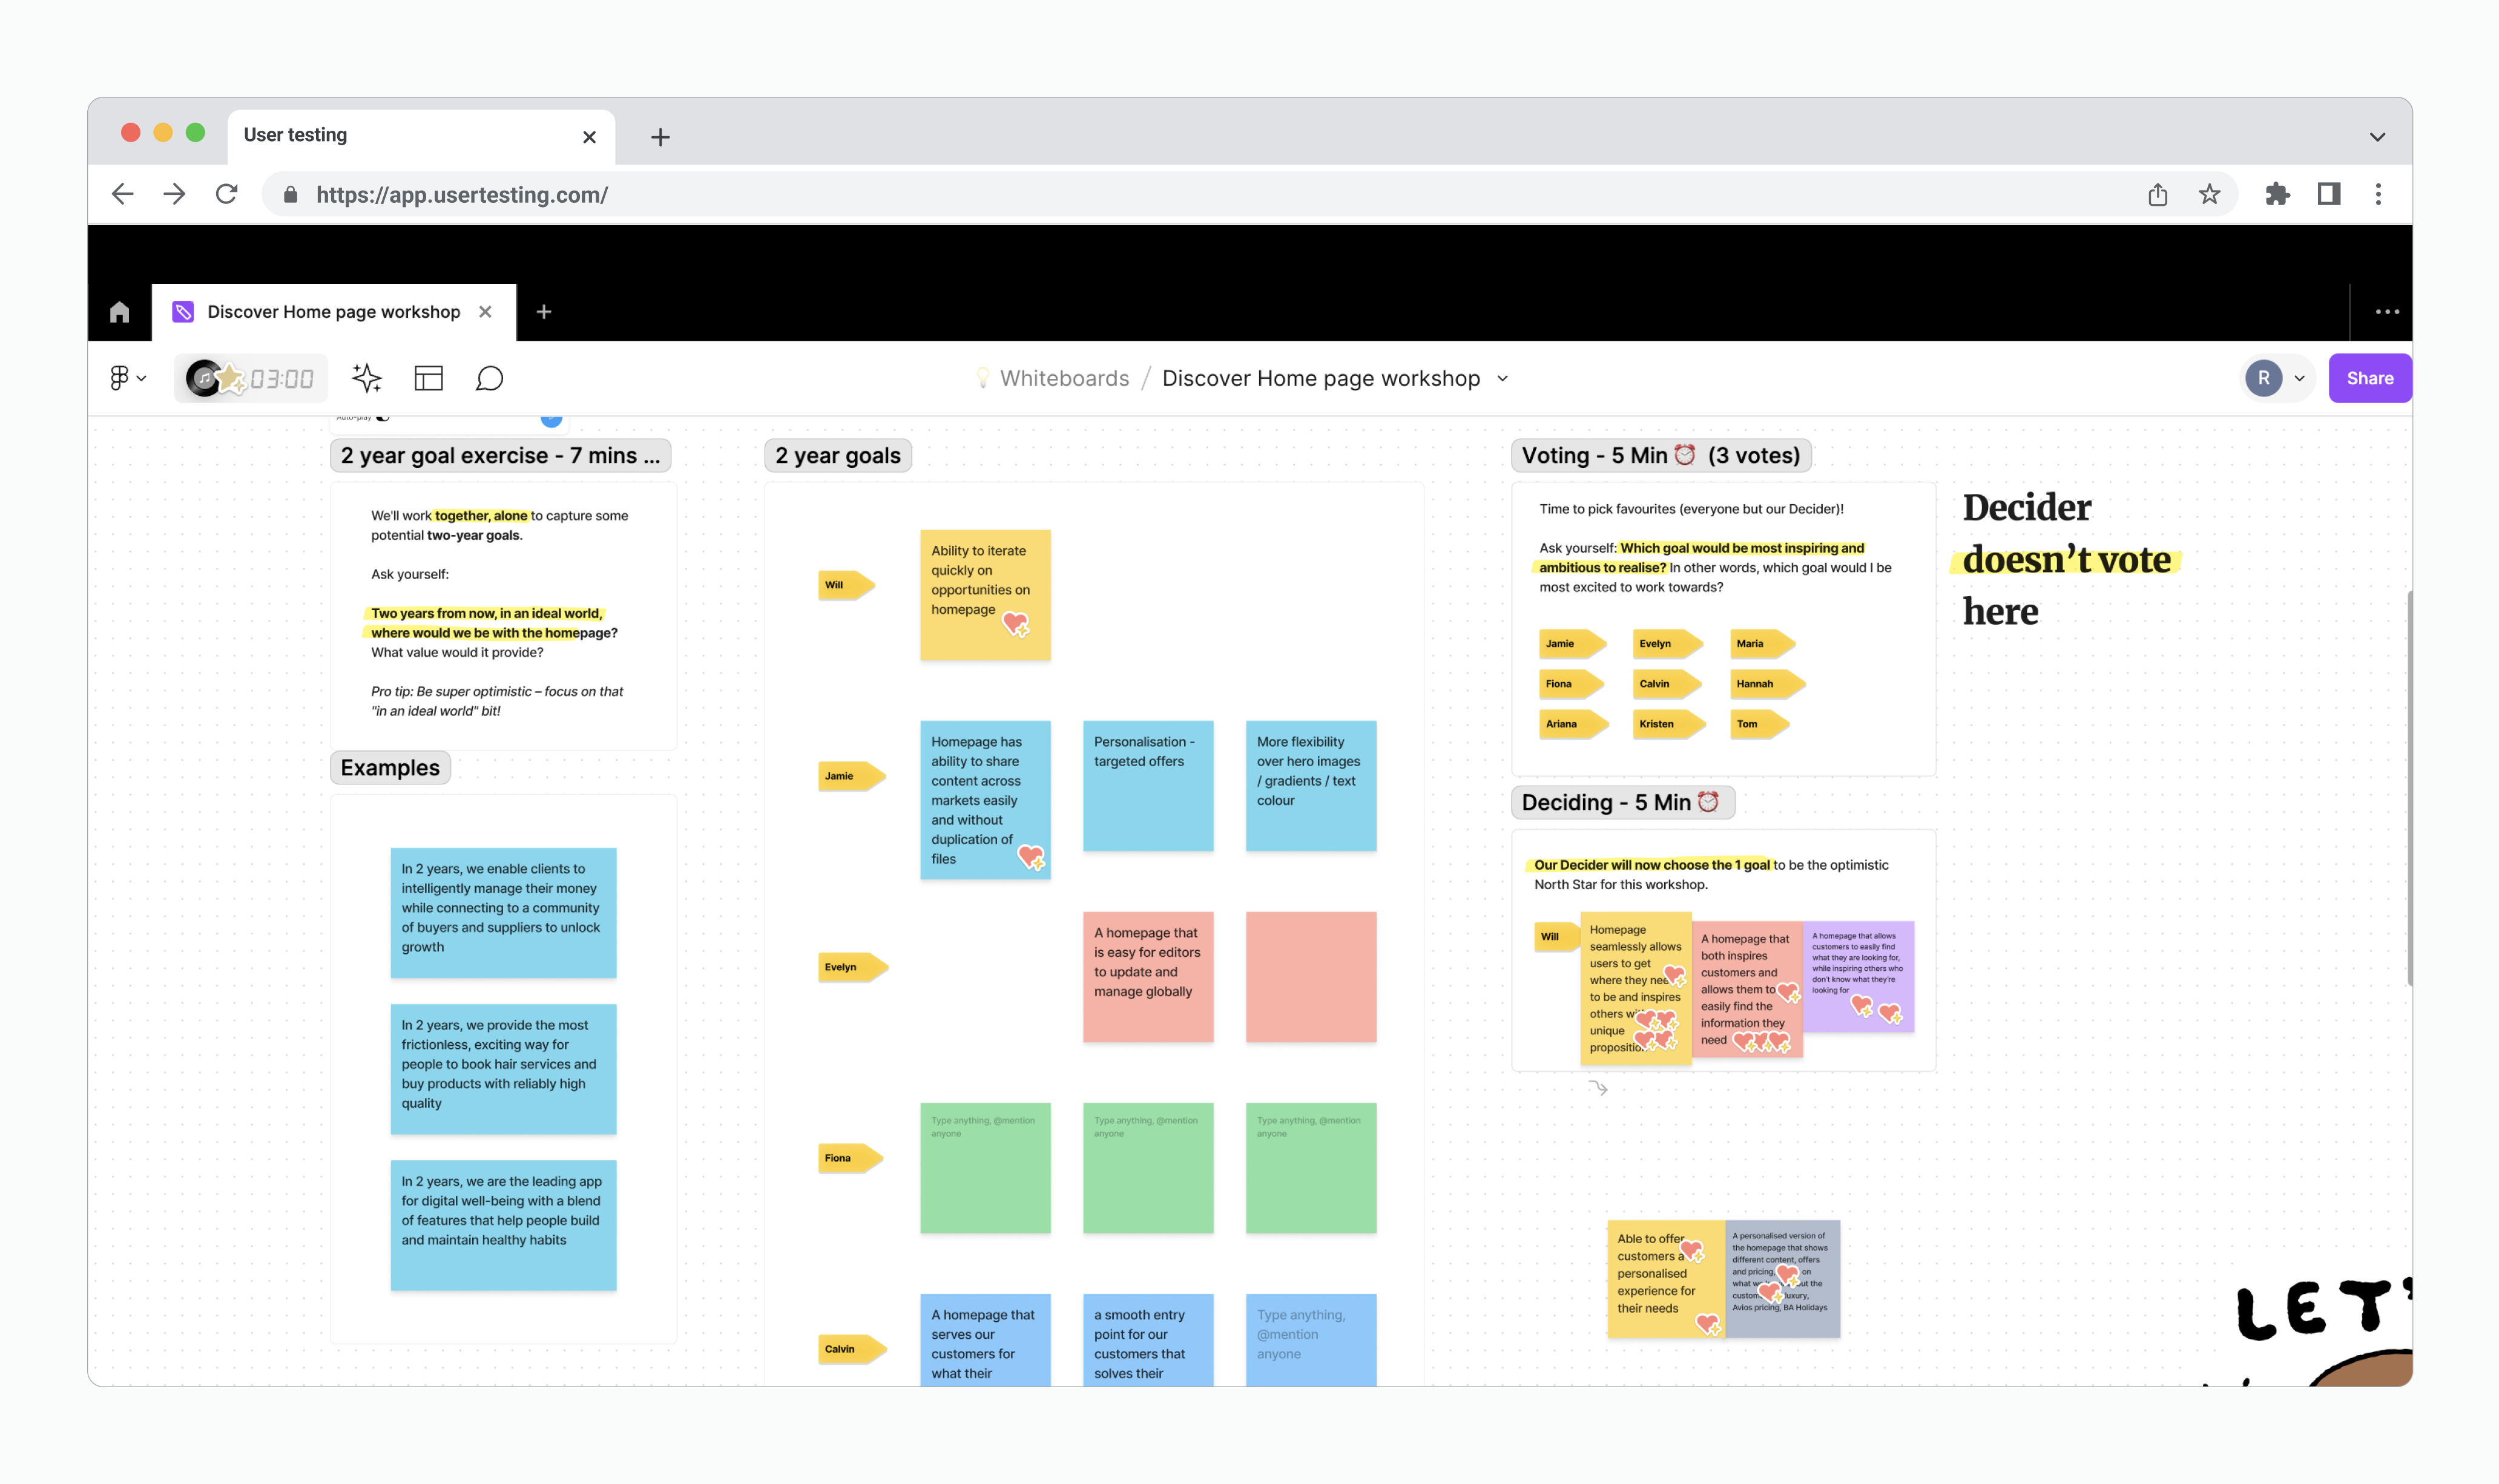 User testing
https://app.usertesting.com/
Discover Home page workshop
03:00
Whiteboards / Discover Home page workshop
R
Share
Auto-play
2 year goal exercise - 7 mins ...
We'll work together, alone to capture some
potential two-year goals.
Ask yourself:
Two years from now, in an ideal world,
where would we be with the homepage?
What value would it provide?
Pro tip: Be super optimistic – focus on that
"in an ideal world" bit!
Examples
In 2 years, we enable clients to
intelligently manage their money
while connecting to a community
of buyers and suppliers to unlock
growth
In 2 years, we provide the most
frictionless, exciting way for
people to book hair services and
buy products with reliably high
quality
In 2 years, we are the leading app
for digital well-being with a blend
of features that help people build
and maintain healthy habits
2 year goals
Will
Ability to iterate
quickly on
opportunities on
homepage
Jamie
Homepage has
ability to share
content across
markets easily
and without
duplication of
files
Personalisation -
targeted offers
More flexibility
over hero images
/ gradients / text
colour
Evelyn
A homepage that
is easy for editors
to update and
manage globally
Fiona
Type anything, @mention
anyone
Type anything, @mention
anyone
Type anything, @mention
anyone
Calvin
A homepage that
serves our
customers for
what their
a smooth entry
point for our
customers that
solves their
Type anything,
@mention
anyone
Voting - 5 Min ⏰ (3 votes)
Time to pick favourites (everyone but our Decider)!
Ask yourself: Which goal would be most inspiring and
ambitious to realise? In other words, which goal would I be
most excited to work towards?
Jamie
Evelyn
Maria
Fiona
Calvin
Hannah
Ariana
Kristen
Tom
Decider
doesn't vote
here
Deciding - 5 Min ⏰
Our Decider will now choose the 1 goal to be the optimistic
North Star for this workshop.
Will
Homepage
seamlessly allows
users to get
where they
to be and inspires
others
unique
A homepage that
both inspires
customers and
allows them to
easily find the
information they
need
A homepage that allows
customers to easily find
what they are looking for,
while inspiring others who
don't know what they're
looking for
Able to offer
customers a
personalised
experience for
their needs
A personalised version of
the homepage that shows
different content, offers
and pricing, on
what the
luxury,
Avios pricing, BA Holidays
LET'